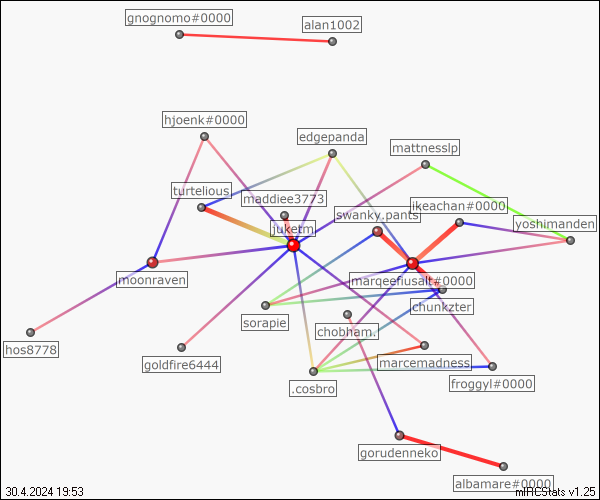 gnognomo#0000
alan1002
hjoenk#0000
edgepanda
mattnesslp
turtelious
maddiee3773
juketm
swanky.pants
ikeachan#0000
yoshimanden
moonraven
marqeefiusalt#0000
chunkzter
sorapie
chobham.
hos8778
goldfire6444
marcemadness
.cosbro
froggyl#0000
gorudenneko
albamare#0000
30.4.2024 19:53
mIRCStats v1.25